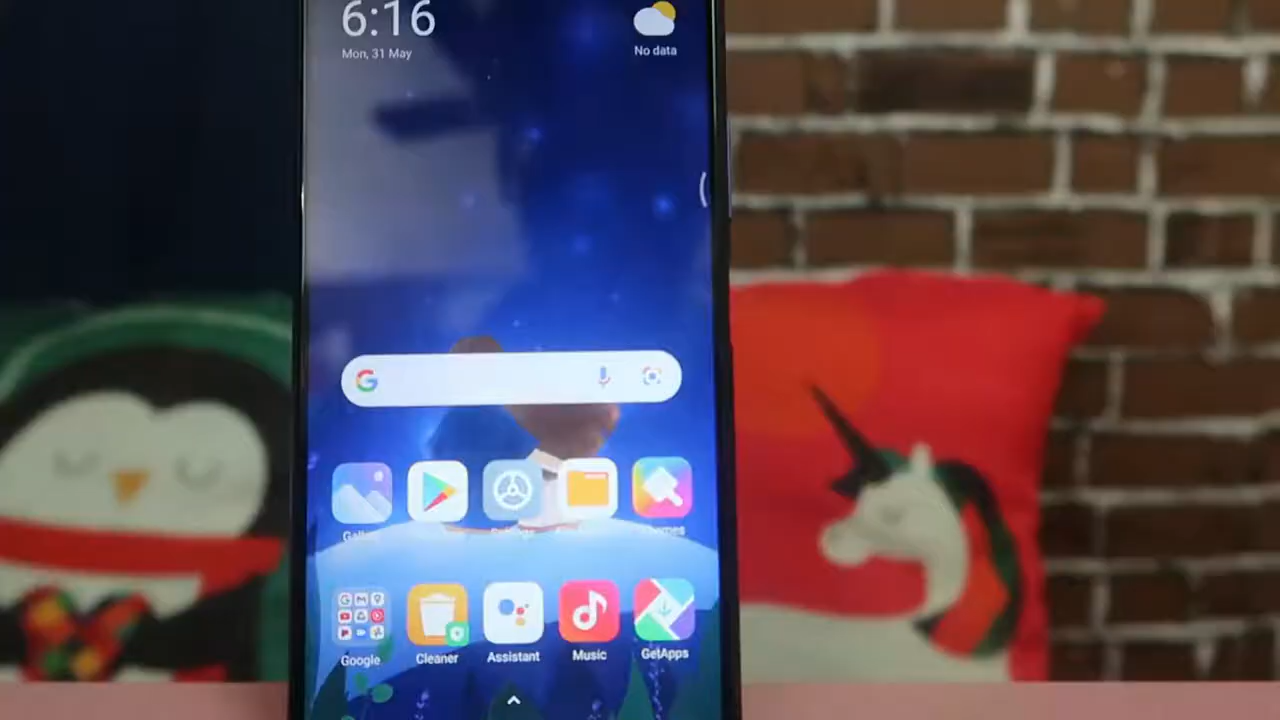 6:16
Mon, 31 May
No data
Google
Cleaner
Assistant
Music
GetApps